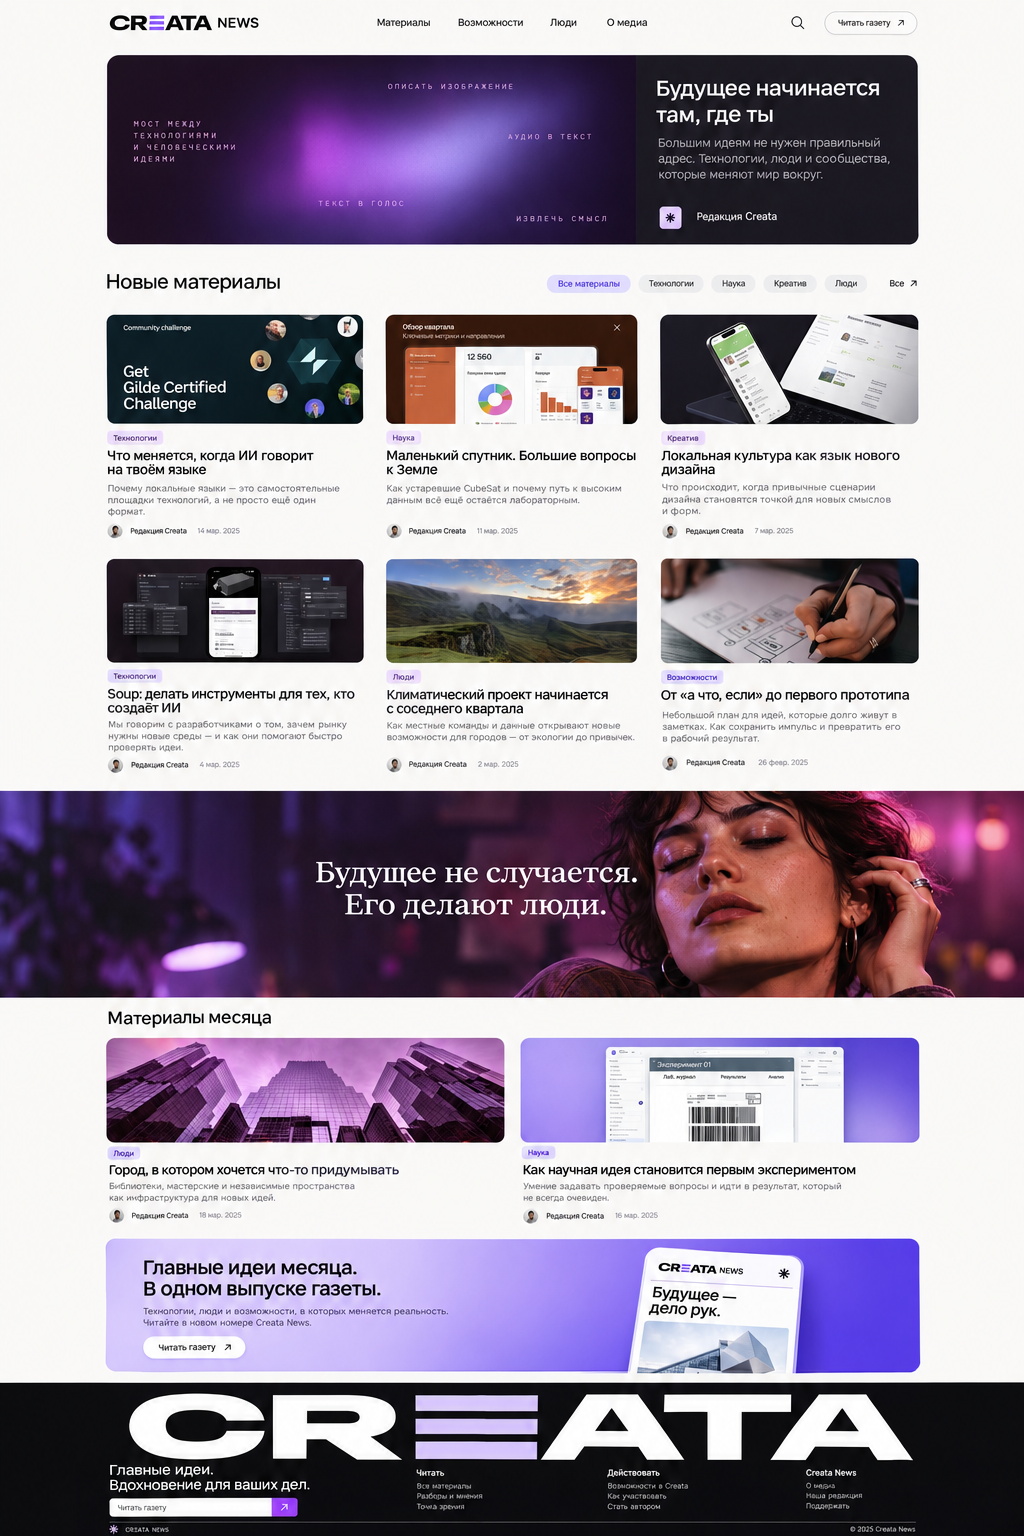 CREATA NEWS
Материалы
Возможности
Люди
О медиа
Читать газету
МОСТ МЕЖДУ
ТЕХНОЛОГИЯМИ
И ЧЕЛОВЕЧЕСКИМИ
ИДЕЯМИ
ОПИСАТЬ ИЗОБРАЖЕНИЕ
АУДИО В ТЕКСТ
ТЕКСТ В ГОЛОС
ИЗВЛЕЧЬ СМЫСЛ
Будущее начинается
там, где ты
Большим идеям не нужен правильный
адрес. Технологии, люди и сообщества,
которые меняют мир вокруг.
Редакция Creata
Новые материалы
Все материалы
Технологии
Наука
Креатив
Люди
Все
Community challenge
Get
Gilde Certified
Challenge
Технологии
Что меняется, когда ИИ говорит
на твоём языке
Почему локальные языки — это самостоятельные
площадки технологий, а не просто ещё один
формат.
Редакция Creata
14 мар. 2025
Обзор квартала
Ключевые метрики и направления
12 560
Наука
Маленький спутник. Большие вопросы
к Земле
Как устаревшие CubeSat и почему путь к высоким
данным всё ещё остаётся лабораторным.
Редакция Creata
11 мар. 2025
Креатив
Локальная культура как язык нового
дизайна
Что происходит, когда привычные сценарии
дизайна становятся точкой для новых смыслов
и форм.
Редакция Creata
7 мар. 2025
Технологии
Soup: делать инструменты для тех, кто
создаёт ИИ
Мы говорим с разработчиками о том, зачем рынку
нужны новые среды — и как они помогают быстро
проверять идеи.
Редакция Creata
4 мар. 2025
Люди
Климатический проект начинается
с соседнего квартала
Как местные команды и данные открывают новые
возможности для городов — от экологии до привычек.
Редакция Creata
2 мар. 2025
Возможности
От «а что, если» до первого прототипа
Небольшой план для идей, которые долго живут в
заметках. Как сохранить импульс и превратить его
в рабочий результат.
Редакция Creata
26 февр. 2025
Будущее не случается.
Его делают люди.
Материалы месяца
Люди
Город, в котором хочется что-то придумывать
Библиотеки, мастерские и независимые пространства
как инфраструктура для новых идей.
Редакция Creata
18 мар. 2025
Эксперимент 01
Лаб. журнал
Результаты
Анализ
Наука
Как научная идея становится первым экспериментом
Умение задавать проверяемые вопросы и идти в результат, который
не всегда очевиден.
Редакция Creata
16 мар. 2025
Главные идеи месяца.
В одном выпуске газеты.
Технологии, люди и возможности, в которых меняется реальность.
Читайте в новом номере Creata News.
Читать газету
CREATA NEWS
Будущее —
дело рук.
CREATA
Главные идеи.
Вдохновение для ваших дел.
Читать газету
Читать
Все материалы
Разборы и мнения
Точка зрения
Действовать
Возможности в Creata
Как участвовать
Стать автором
Creata News
О медиа
Наша редакция
Поддержать
CREATA NEWS
© 2025 Creata News